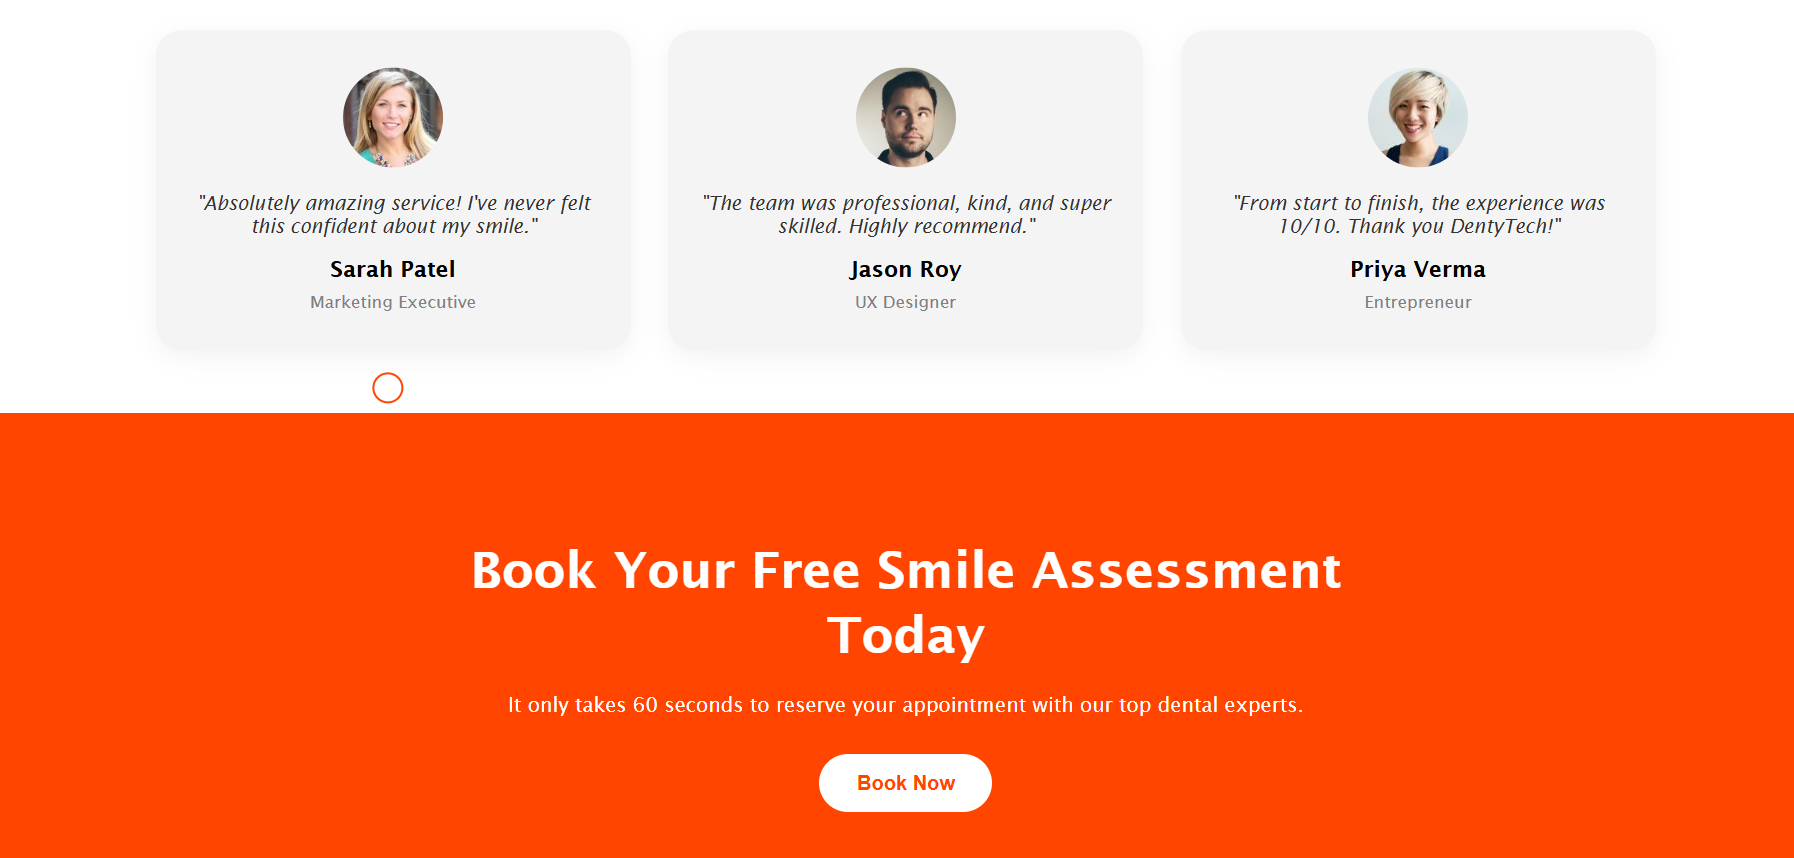 "Absolutely amazing service! I've never felt
this confident about my smile."
Sarah Patel
Marketing Executive
"The team was professional, kind, and super
skilled. Highly recommend."
Jason Roy
UX Designer
"From start to finish, the experience was
10/10. Thank you DentyTech!"
Priya Verma
Entrepreneur
Book Your Free Smile Assessment
Today
It only takes 60 seconds to reserve your appointment with our top dental experts.
Book Now